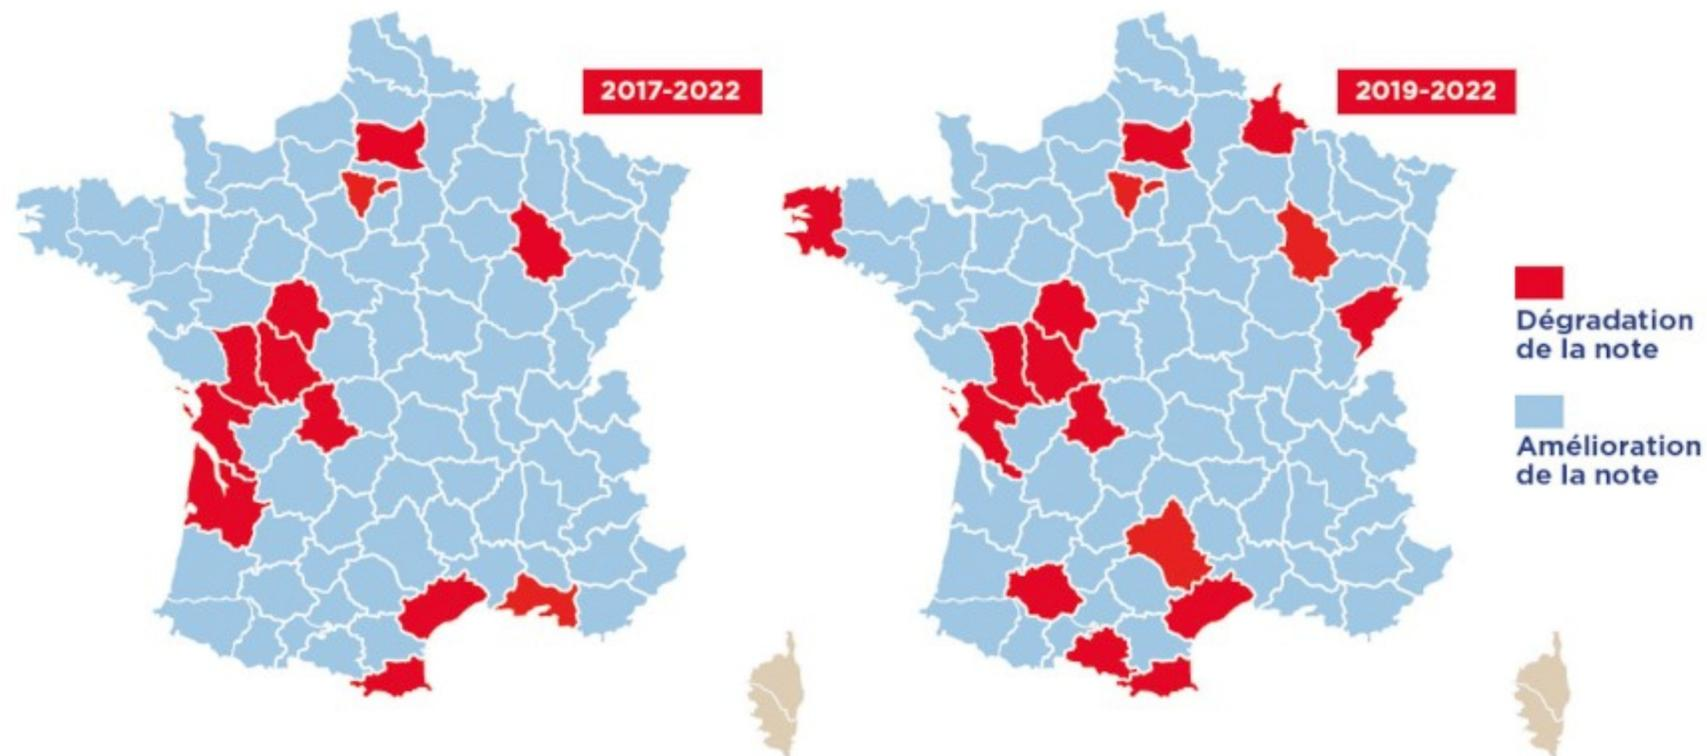 2017-2022
2019-2022
Dégradation
de la note
Amélioration
de la note